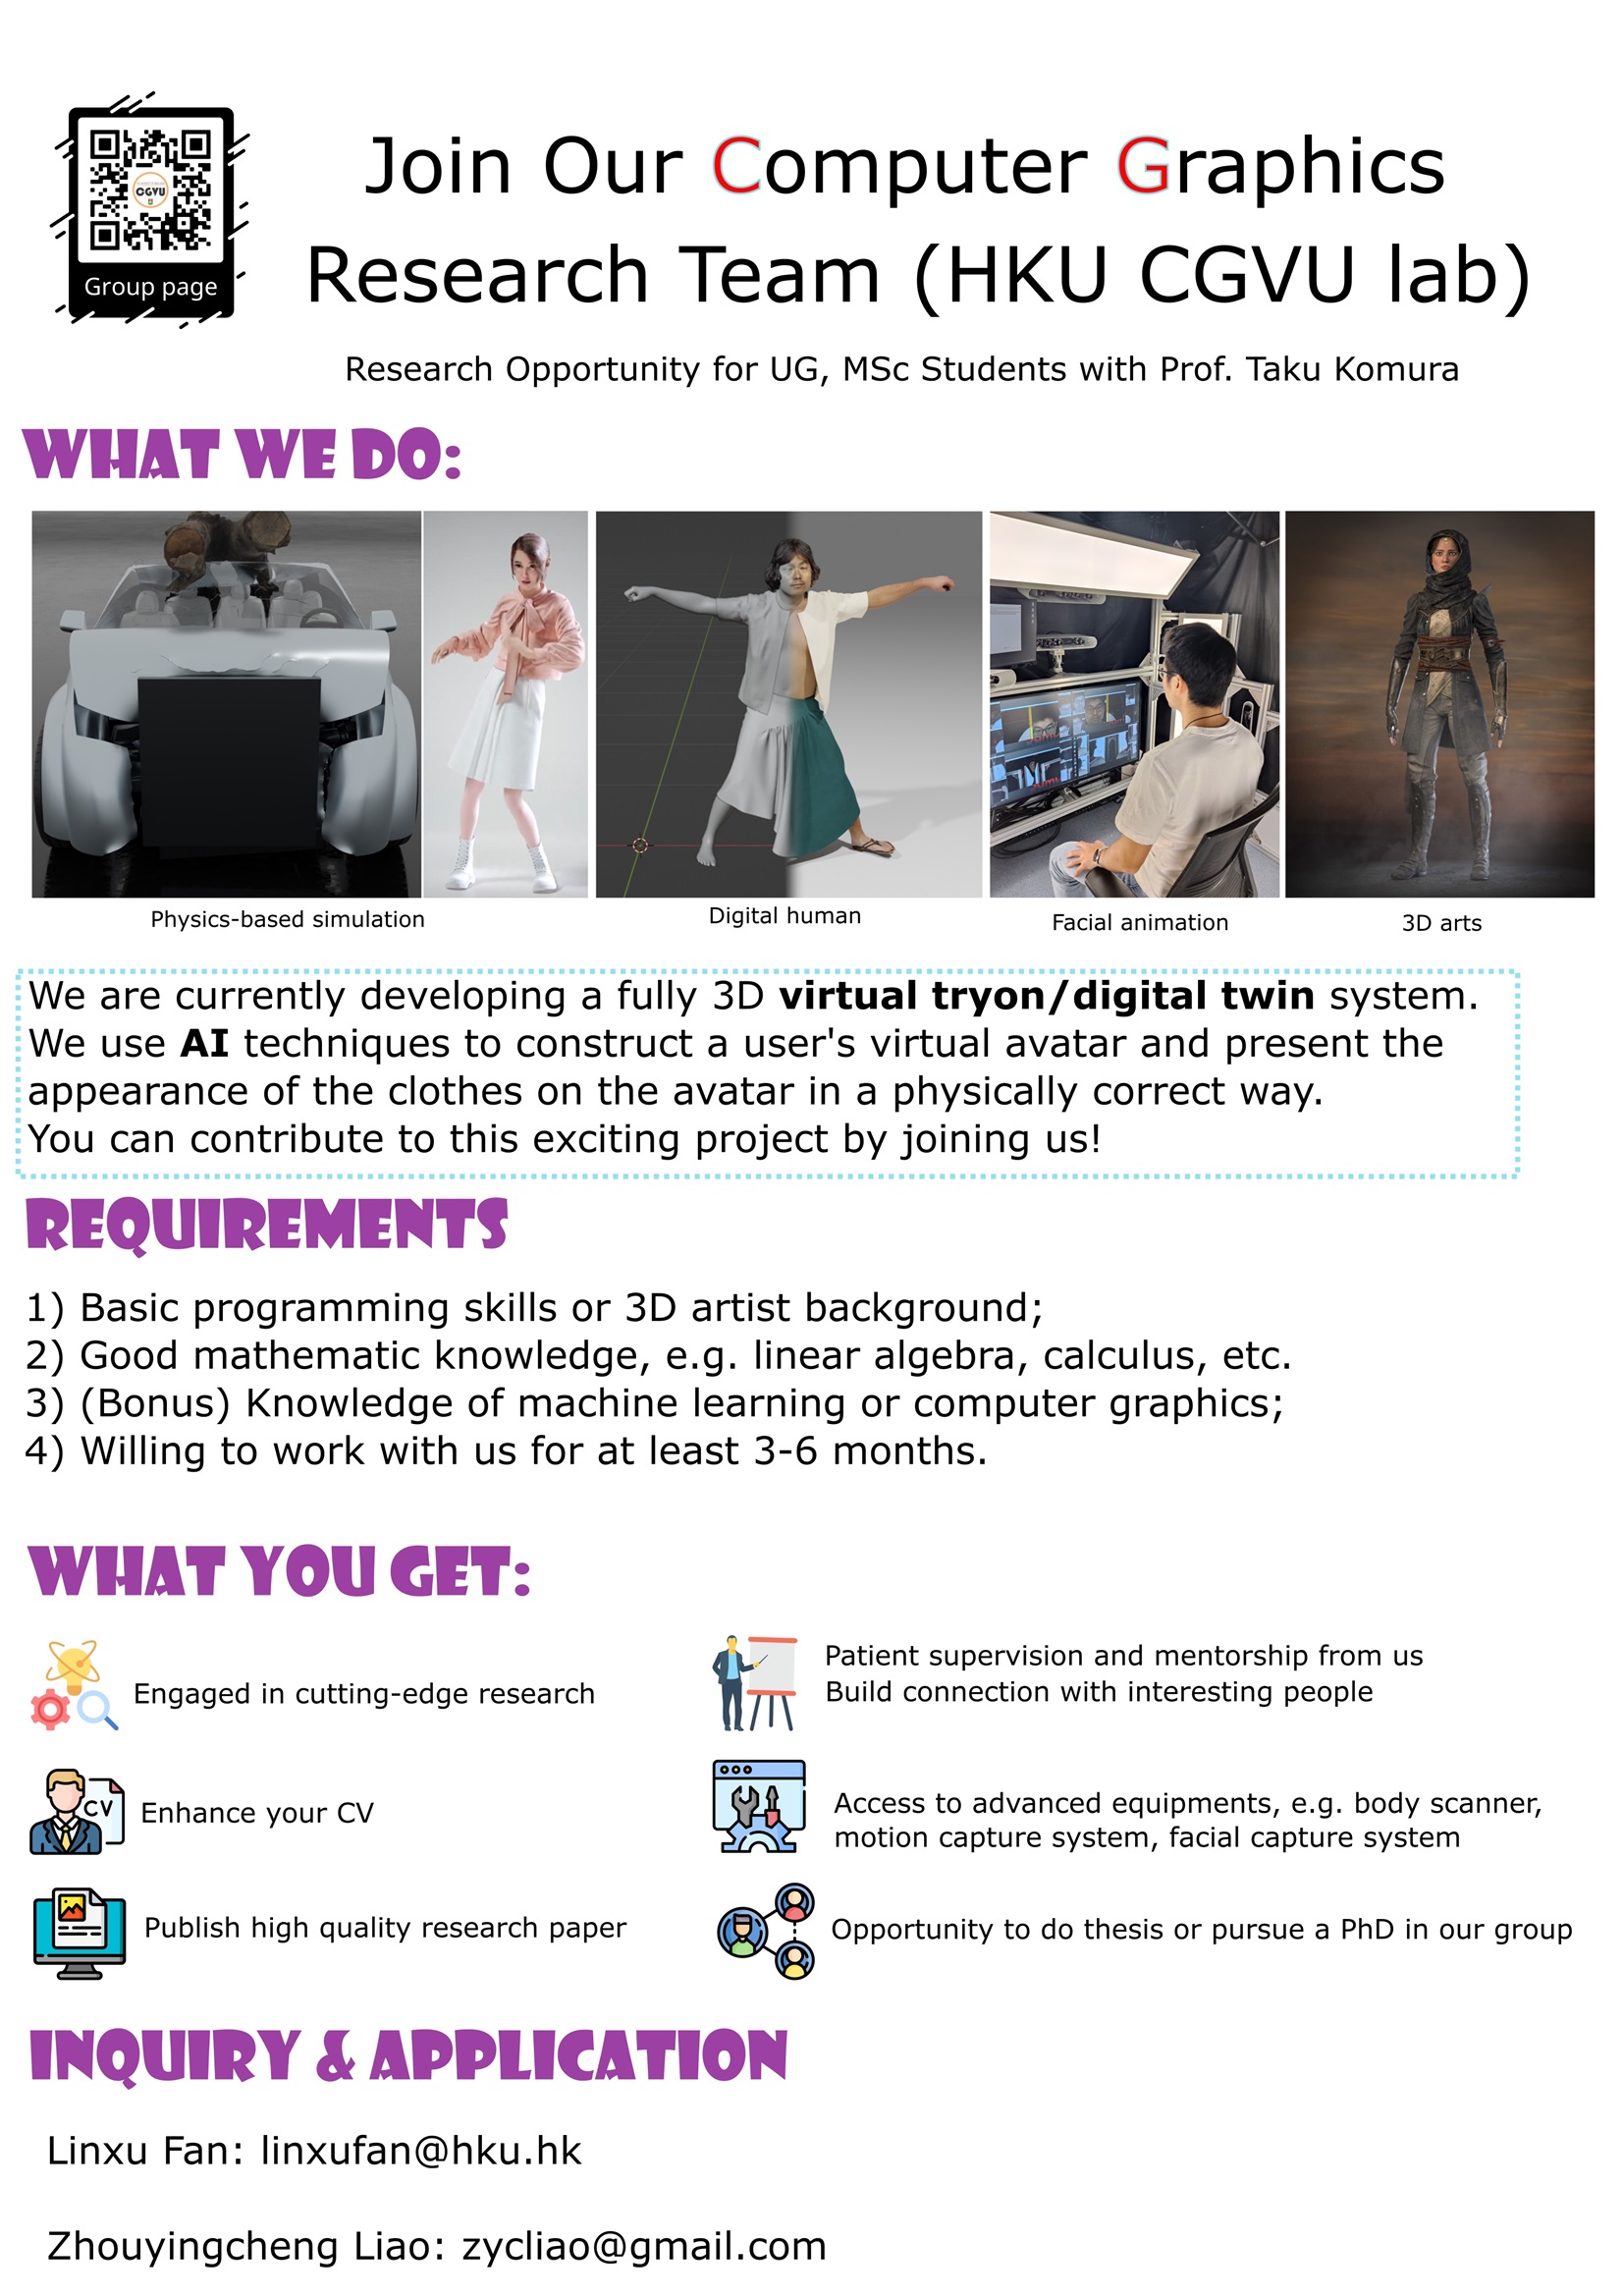 CGVU
Group page
Join Our Computer Graphics
Research Team (HKU CGVU lab)
Research Opportunity for UG, MSc Students with Prof. Taku Komura
WHAT WE DO:
Physics-based simulation
Digital human
Facial animation
3D arts
We are currently developing a fully 3D virtual tryon/digital twin system.
We use AI techniques to construct a user's virtual avatar and present the
appearance of the clothes on the avatar in a physically correct way.
You can contribute to this exciting project by joining us!
REQUIREMENTS
1) Basic programming skills or 3D artist background;
2) Good mathematic knowledge, e.g. linear algebra, calculus, etc.
3) (Bonus) Knowledge of machine learning or computer graphics;
4) Willing to work with us for at least 3-6 months.
WHAT YOU GET:
Engaged in cutting-edge research
Patient supervision and mentorship from us
Build connection with interesting people
CV
Enhance your CV
Access to advanced equipments, e.g. body scanner,
motion capture system, facial capture system
Publish high quality research paper
Opportunity to do thesis or pursue a PhD in our group
INQUIRY & APPLICATION
Linxu Fan: linxufan@hku.hk
Zhouyingcheng Liao: zycliao@gmail.com